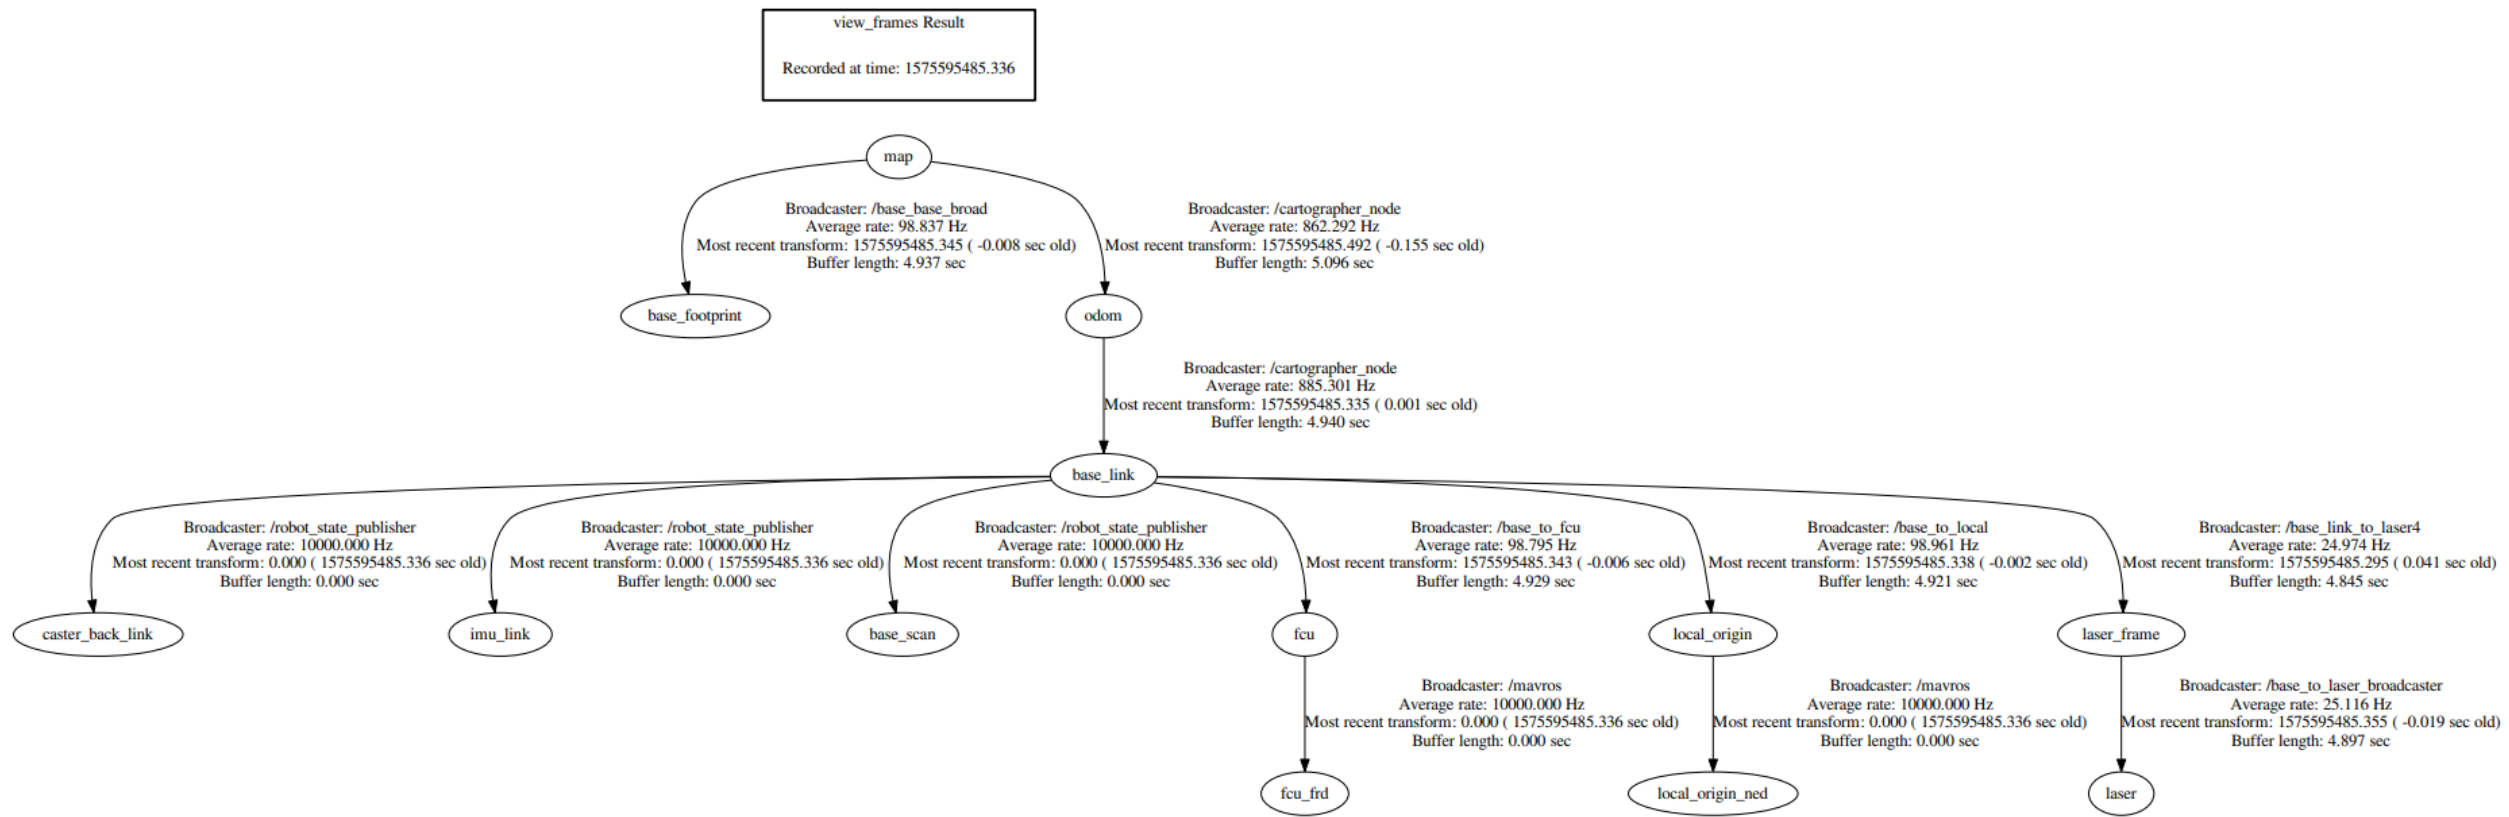 view_frames Result
Recorded at time: 1575595485.336
map
Broadcaster: /base_base_broad
Average rate: 98.837 Hz
Most recent transform: 1575595485.345 ( -0.008 sec old)
Buffer length: 4.937 sec
Broadcaster: /cartographer_node
Average rate: 862.292 Hz
Most recent transform: 1575595485.492 ( -0.155 sec old)
Buffer length: 5.096 sec
base_footprint
odom
Broadcaster: /cartographer_node
Average rate: 885.301 Hz
Most recent transform: 1575595485.335 ( 0.001 sec old)
Buffer length: 4.940 sec
base_link
Broadcaster: /robot_state_publisher
Average rate: 10000.000 Hz
Most recent transform: 0.000 ( 1575595485.336 sec old)
Buffer length: 0.000 sec
Broadcaster: /robot_state_publisher
Average rate: 10000.000 Hz
Most recent transform: 0.000 ( 1575595485.336 sec old)
Buffer length: 0.000 sec
Broadcaster: /robot_state_publisher
Average rate: 10000.000 Hz
Most recent transform: 0.000 ( 1575595485.336 sec old)
Buffer length: 0.000 sec
Broadcaster: /base_to_fcu
Average rate: 98.795 Hz
Most recent transform: 1575595485.343 ( -0.006 sec old)
Buffer length: 4.929 sec
Broadcaster: /base_to_local
Average rate: 98.961 Hz
Most recent transform: 1575595485.338 ( -0.002 sec old)
Buffer length: 4.921 sec
Broadcaster: /base_link_to_laser4
Average rate: 24.974 Hz
Most recent transform: 1575595485.295 ( 0.041 sec old)
Buffer length: 4.845 sec
caster_back_link
imu_link
base_scan
fcu
local_origin
laser_frame
Broadcaster: /mavros
Average rate: 10000.000 Hz
Most recent transform: 0.000 ( 1575595485.336 sec old)
Buffer length: 0.000 sec
Broadcaster: /mavros
Average rate: 10000.000 Hz
Most recent transform: 0.000 ( 1575595485.336 sec old)
Buffer length: 0.000 sec
Broadcaster: /base_to_laser_broadcaster
Average rate: 25.116 Hz
Most recent transform: 1575595485.355 ( -0.019 sec old)
Buffer length: 4.897 sec
fcu_frd
local_origin_ned
laser